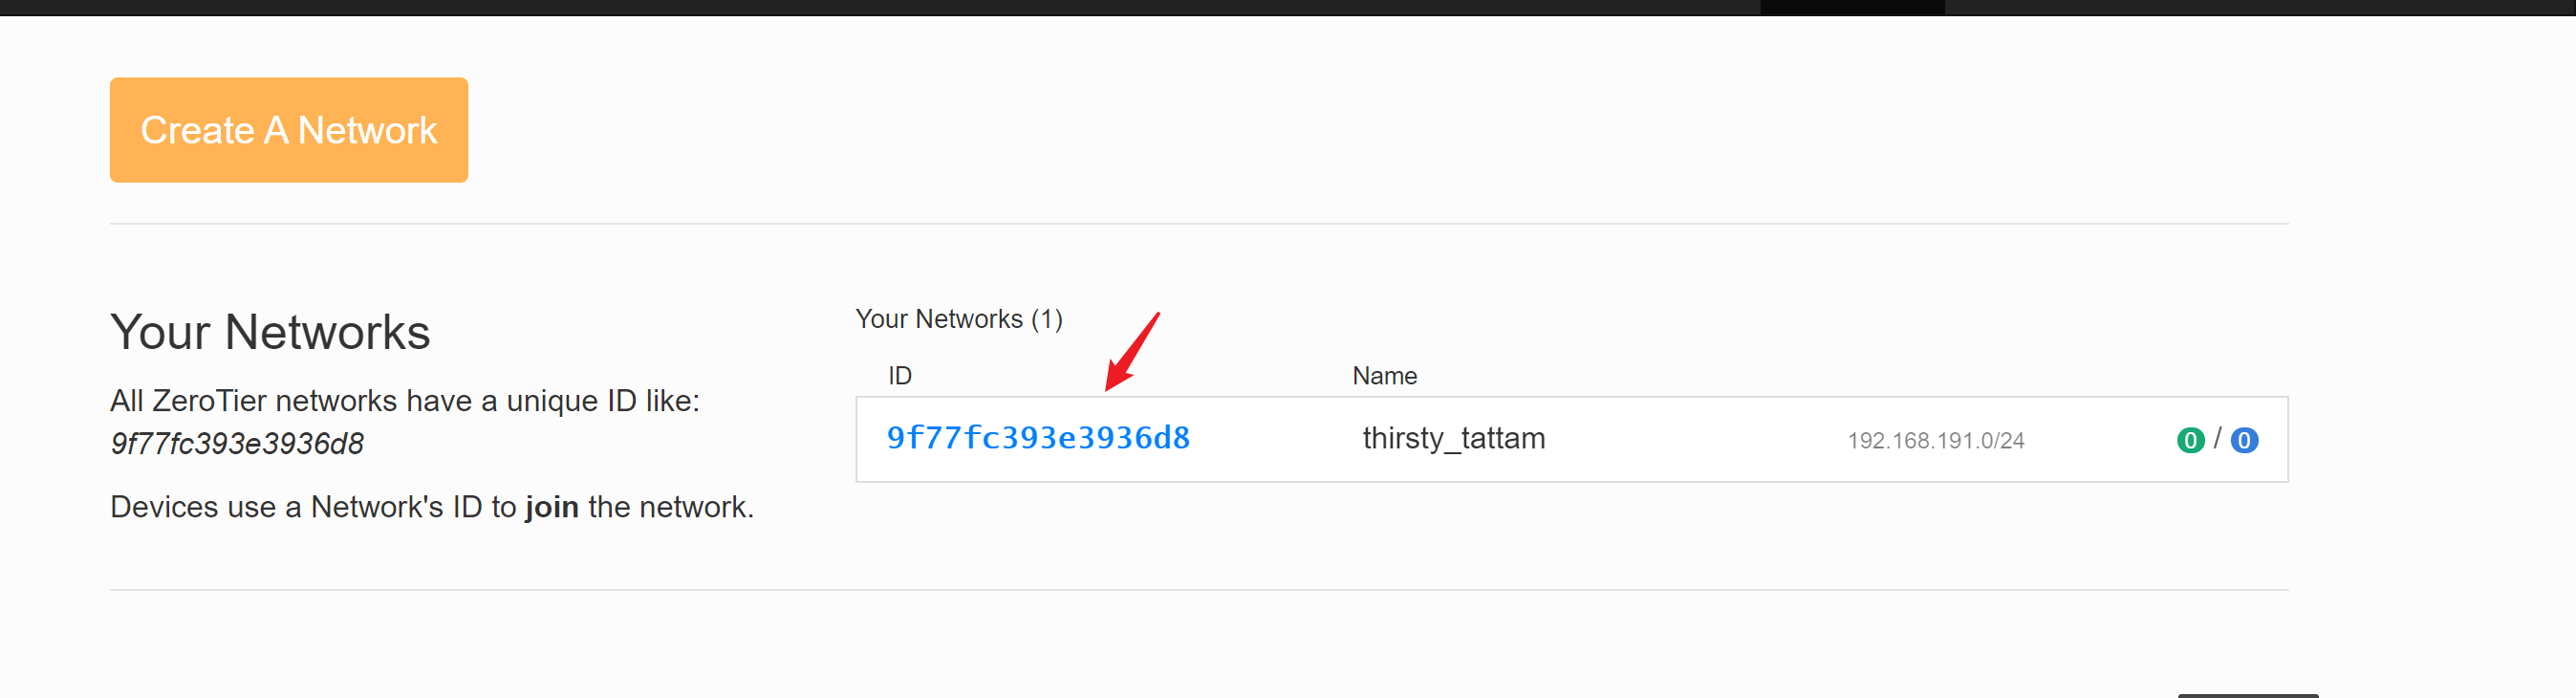 Create A Network
Your Networks
All ZeroTier networks have a unique ID like:
9f77fc393e3936d8
Devices use a Network's ID to join the network.
Your Networks (1)
ID Name
9f77fc393e3936d8 thirsty_tattam 192.168.191.0/24 0 / 0